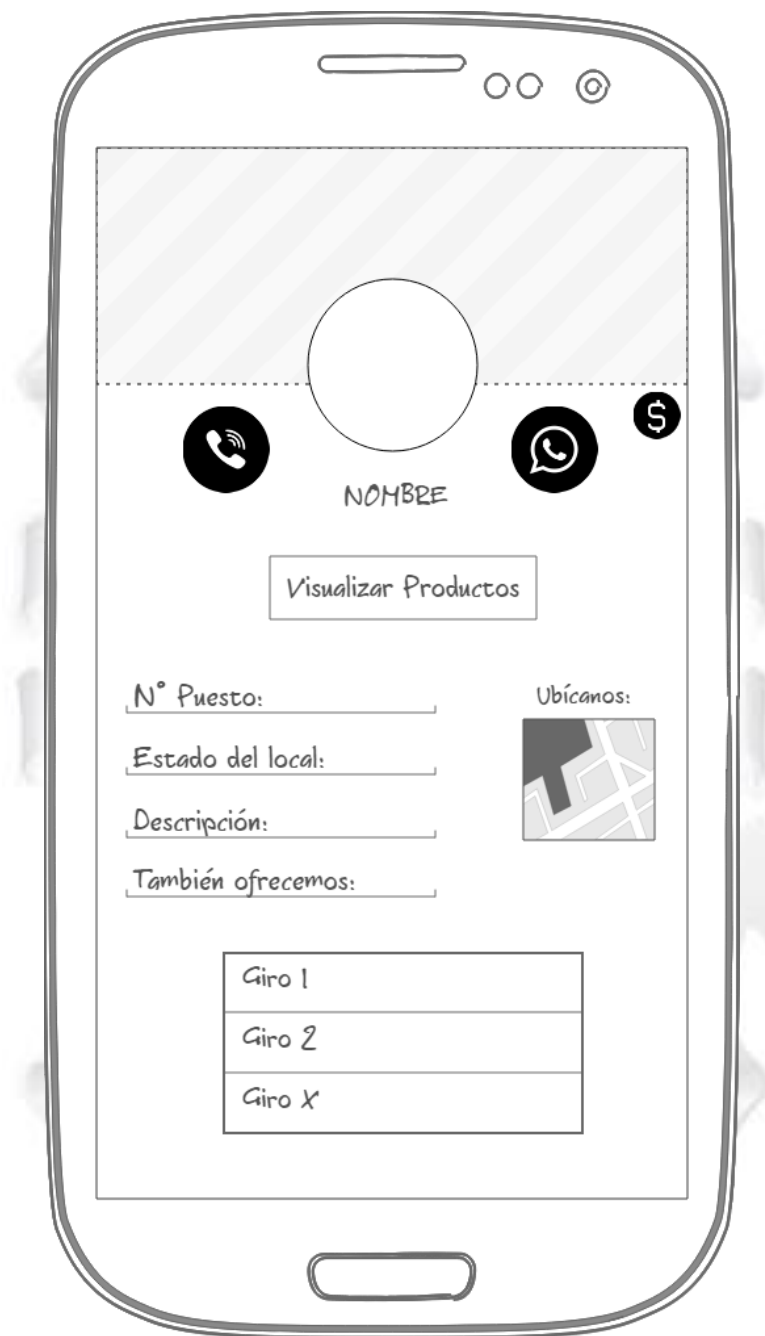 $
NOMBRE
Visualizar Productos
N° Puesto:
Ubícanos:
Estado del local:
Descripción:
También ofrecemos:
Giro 1
Giro 2
Giro X